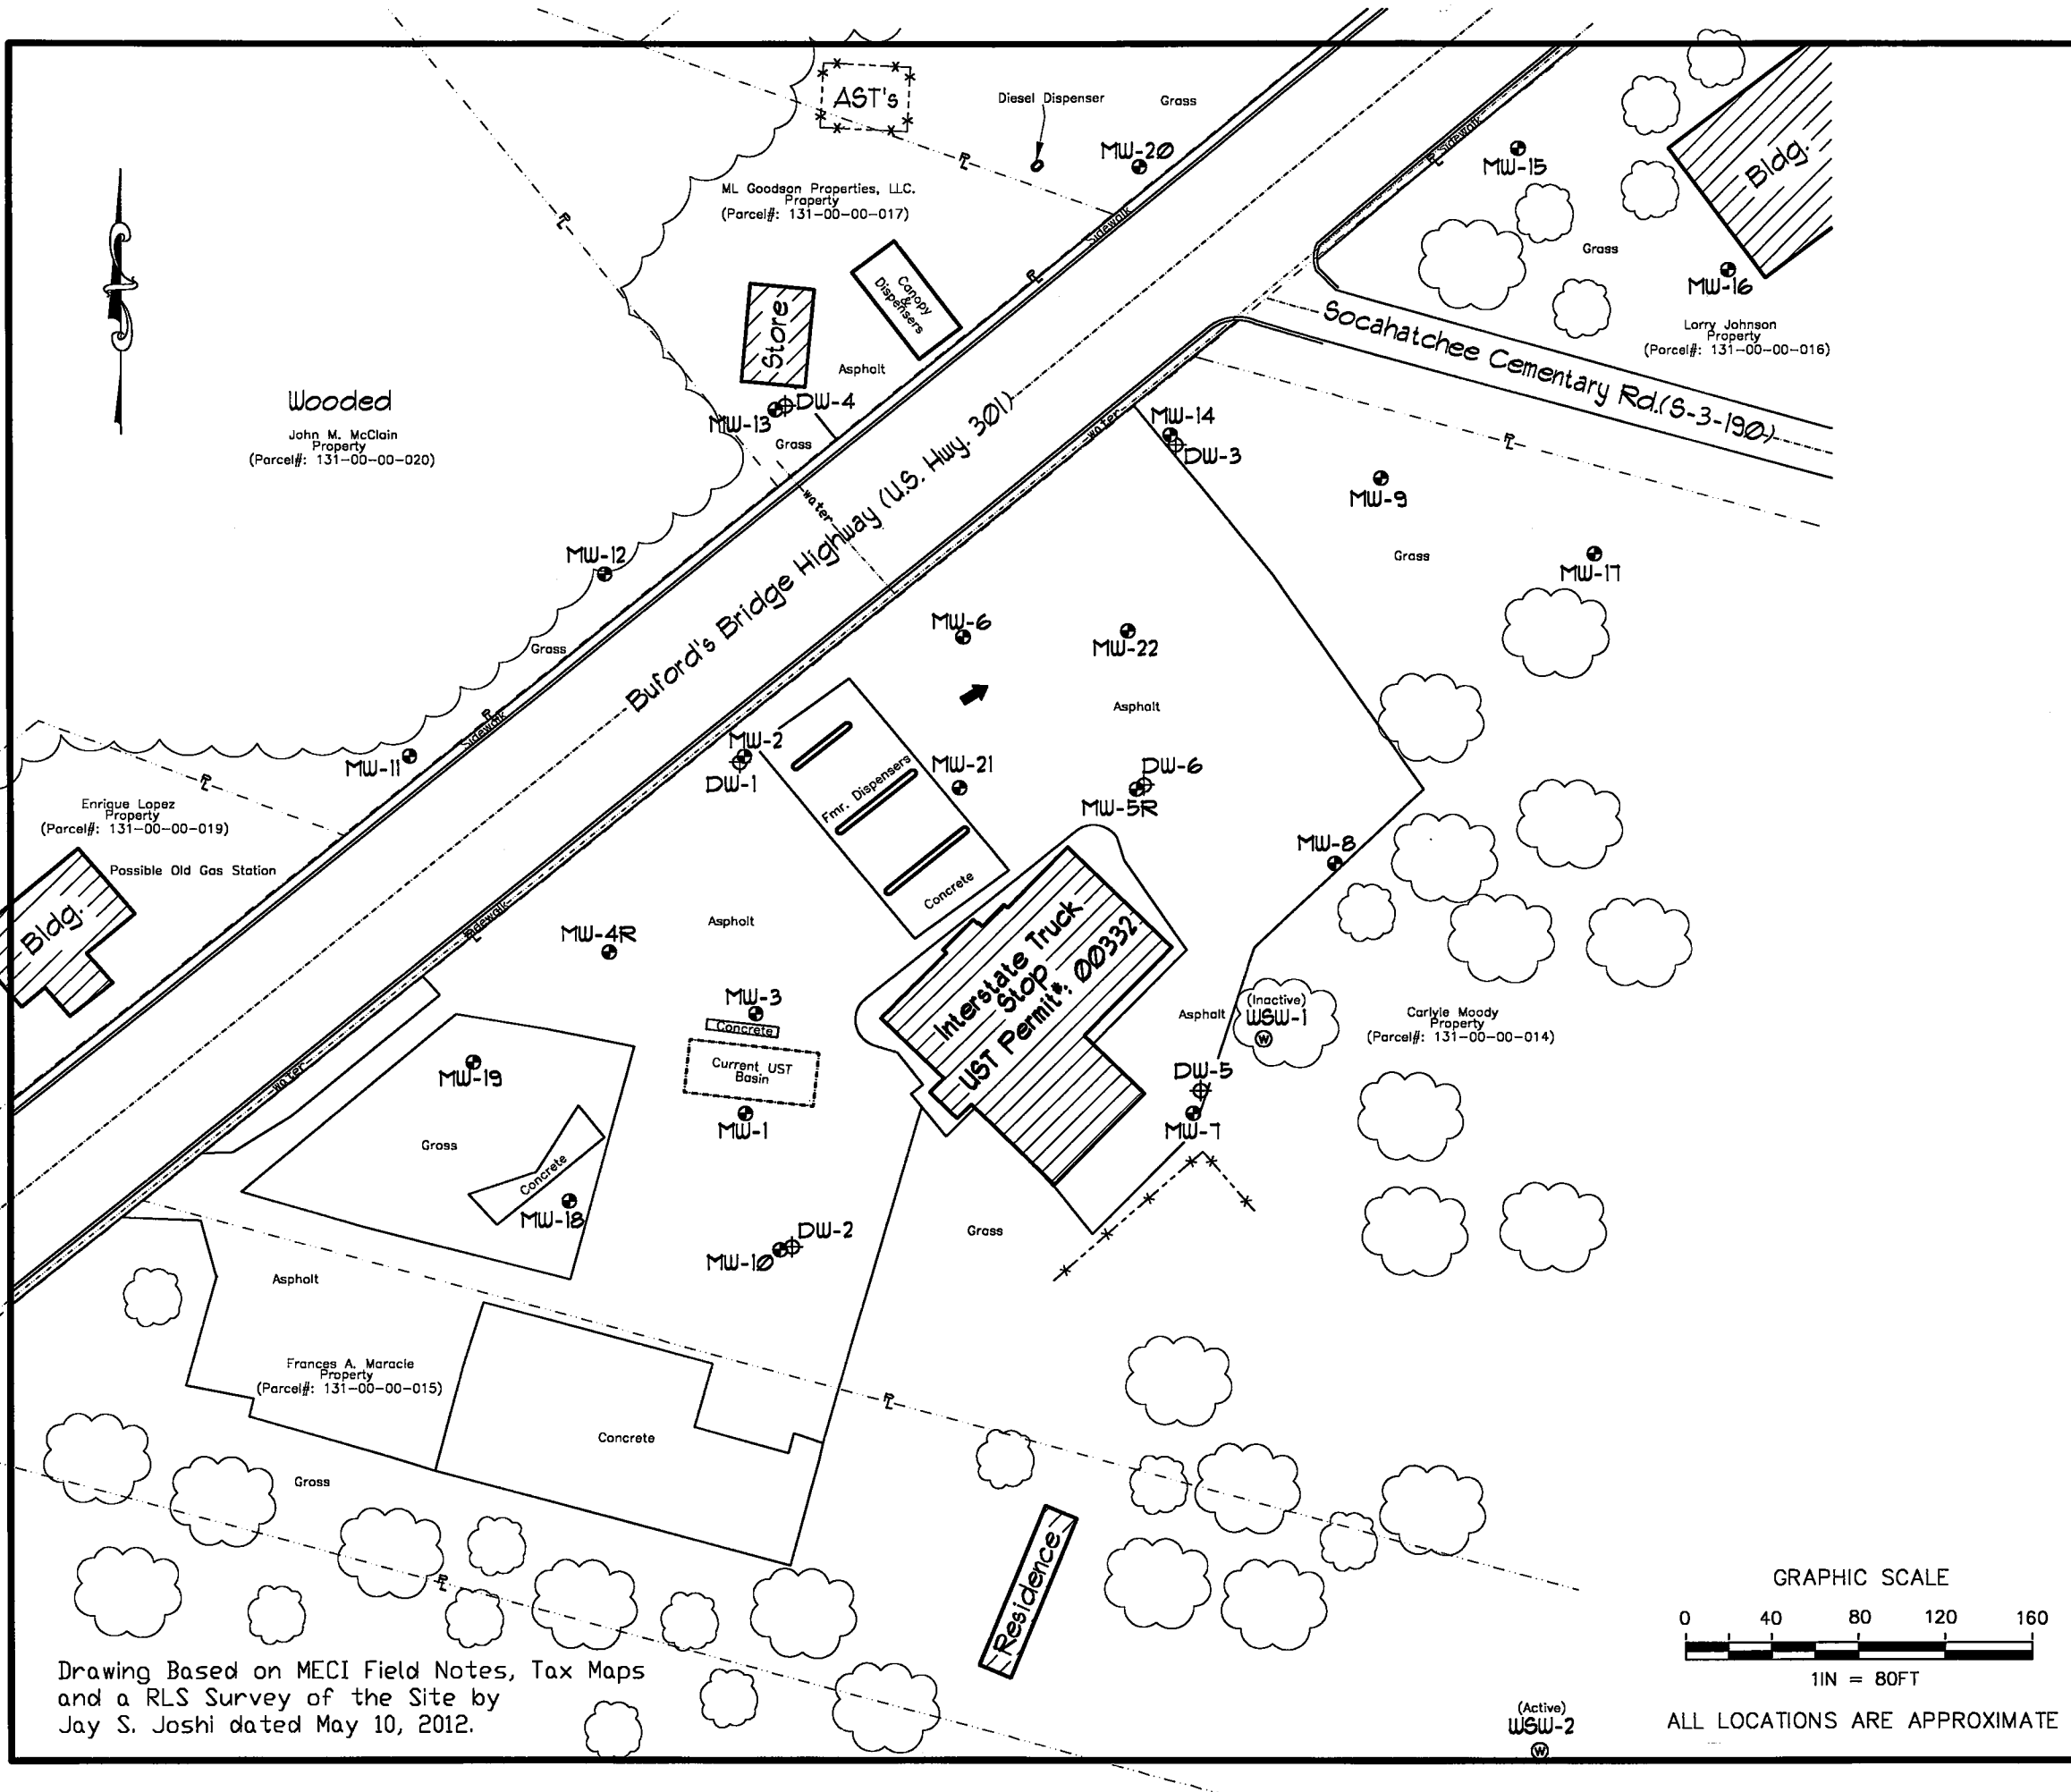 AST's
Diesel Dispenser
Grass
MW-20
Sidewalk
MW-15
Bldg.
ML Goodson Properties, LLC.
Property
(Parcel#: 131-00-00-017)
Sidewalk
Grass
MW-16
Canopy
&
Dispensers
Store
Asphalt
Socahatchee Cementary Rd.(S-3-190)
Larry Johnson
Property
(Parcel#: 131-00-00-016)
Wooded
John M. McClain
Property
(Parcel#: 131-00-00-020)
DW-4
MW-13
Grass
MW-14
DW-3
water
MW-9
water
Buford's Bridge Highway (U.S. Hwy. 301)
Grass
MW-12
MW-17
MW-6
MW-22
Grass
Asphalt
Sidewalk
MW-2
DW-1
MW-11
MW-21
DW-6
MW-5R
Fmr. Dispensers
Concrete
MW-8
Enrique Lopez
Property
(Parcel#: 131-00-00-019)
Possible Old Gas Station
Bldg.
Sidewalk
Asphalt
MW-4R
Interstate Truck
Stop
UST Permit#: 00332
MW-3
Concrete
Current UST
Basin
MW-1
Asphalt
(Inactive)
WSW-1
W
Carlyle Moody
Property
(Parcel#: 131-00-00-014)
DW-5
MW-7
water
MW-19
Grass
Concrete
MW-18
DW-2
MW-10
Grass
Asphalt
Frances A. Maracle
Property
(Parcel#: 131-00-00-015)
Concrete
Grass
Residence
Drawing Based on MECI Field Notes, Tax Maps
and a RLS Survey of the Site by
Jay S. Joshi dated May 10, 2012.
GRAPHIC SCALE
0 40 80 120 160
1IN = 80FT
ALL LOCATIONS ARE APPROXIMATE
(Active)
WSW-2
W